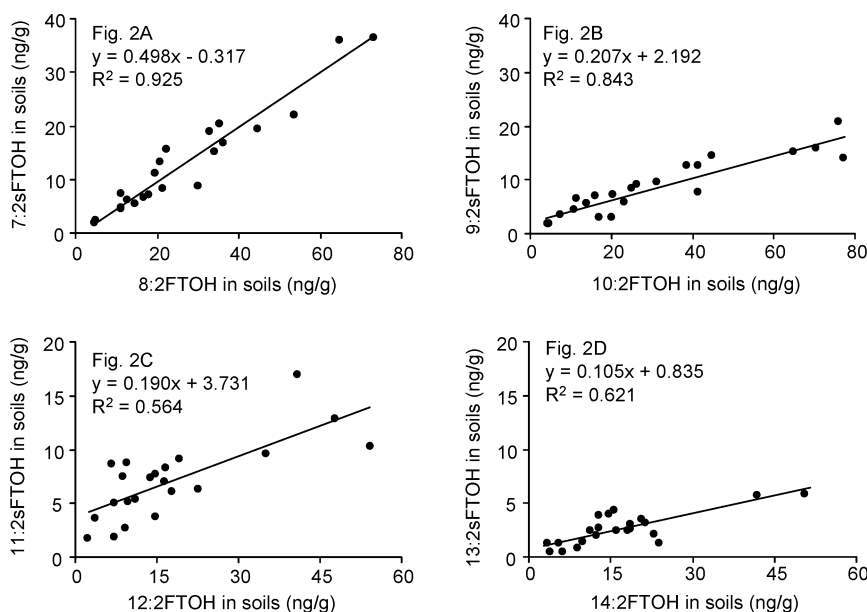 Fig. 2A
y = 0.498x - 0.317
R² = 0.925
7:2sFTOH in soils (ng/g)
40
30
20
10
0
0 20 40 60 80
8:2FTOH in soils (ng/g)
Fig. 2B
y = 0.207x + 2.192
R² = 0.843
9:2sFTOH in soils (ng/g)
40
30
20
10
0
0 20 40 60 80
10:2FTOH in soils (ng/g)
Fig. 2C
y = 0.190x + 3.731
R² = 0.564
11:2sFTOH in soils (ng/g)
20
15
10
5
0
0 15 30 45 60
12:2FTOH in soils (ng/g)
Fig. 2D
y = 0.105x + 0.835
R² = 0.621
13:2sFTOH in soils (ng/g)
20
15
10
5
0
0 15 30 45 60
14:2FTOH in soils (ng/g)